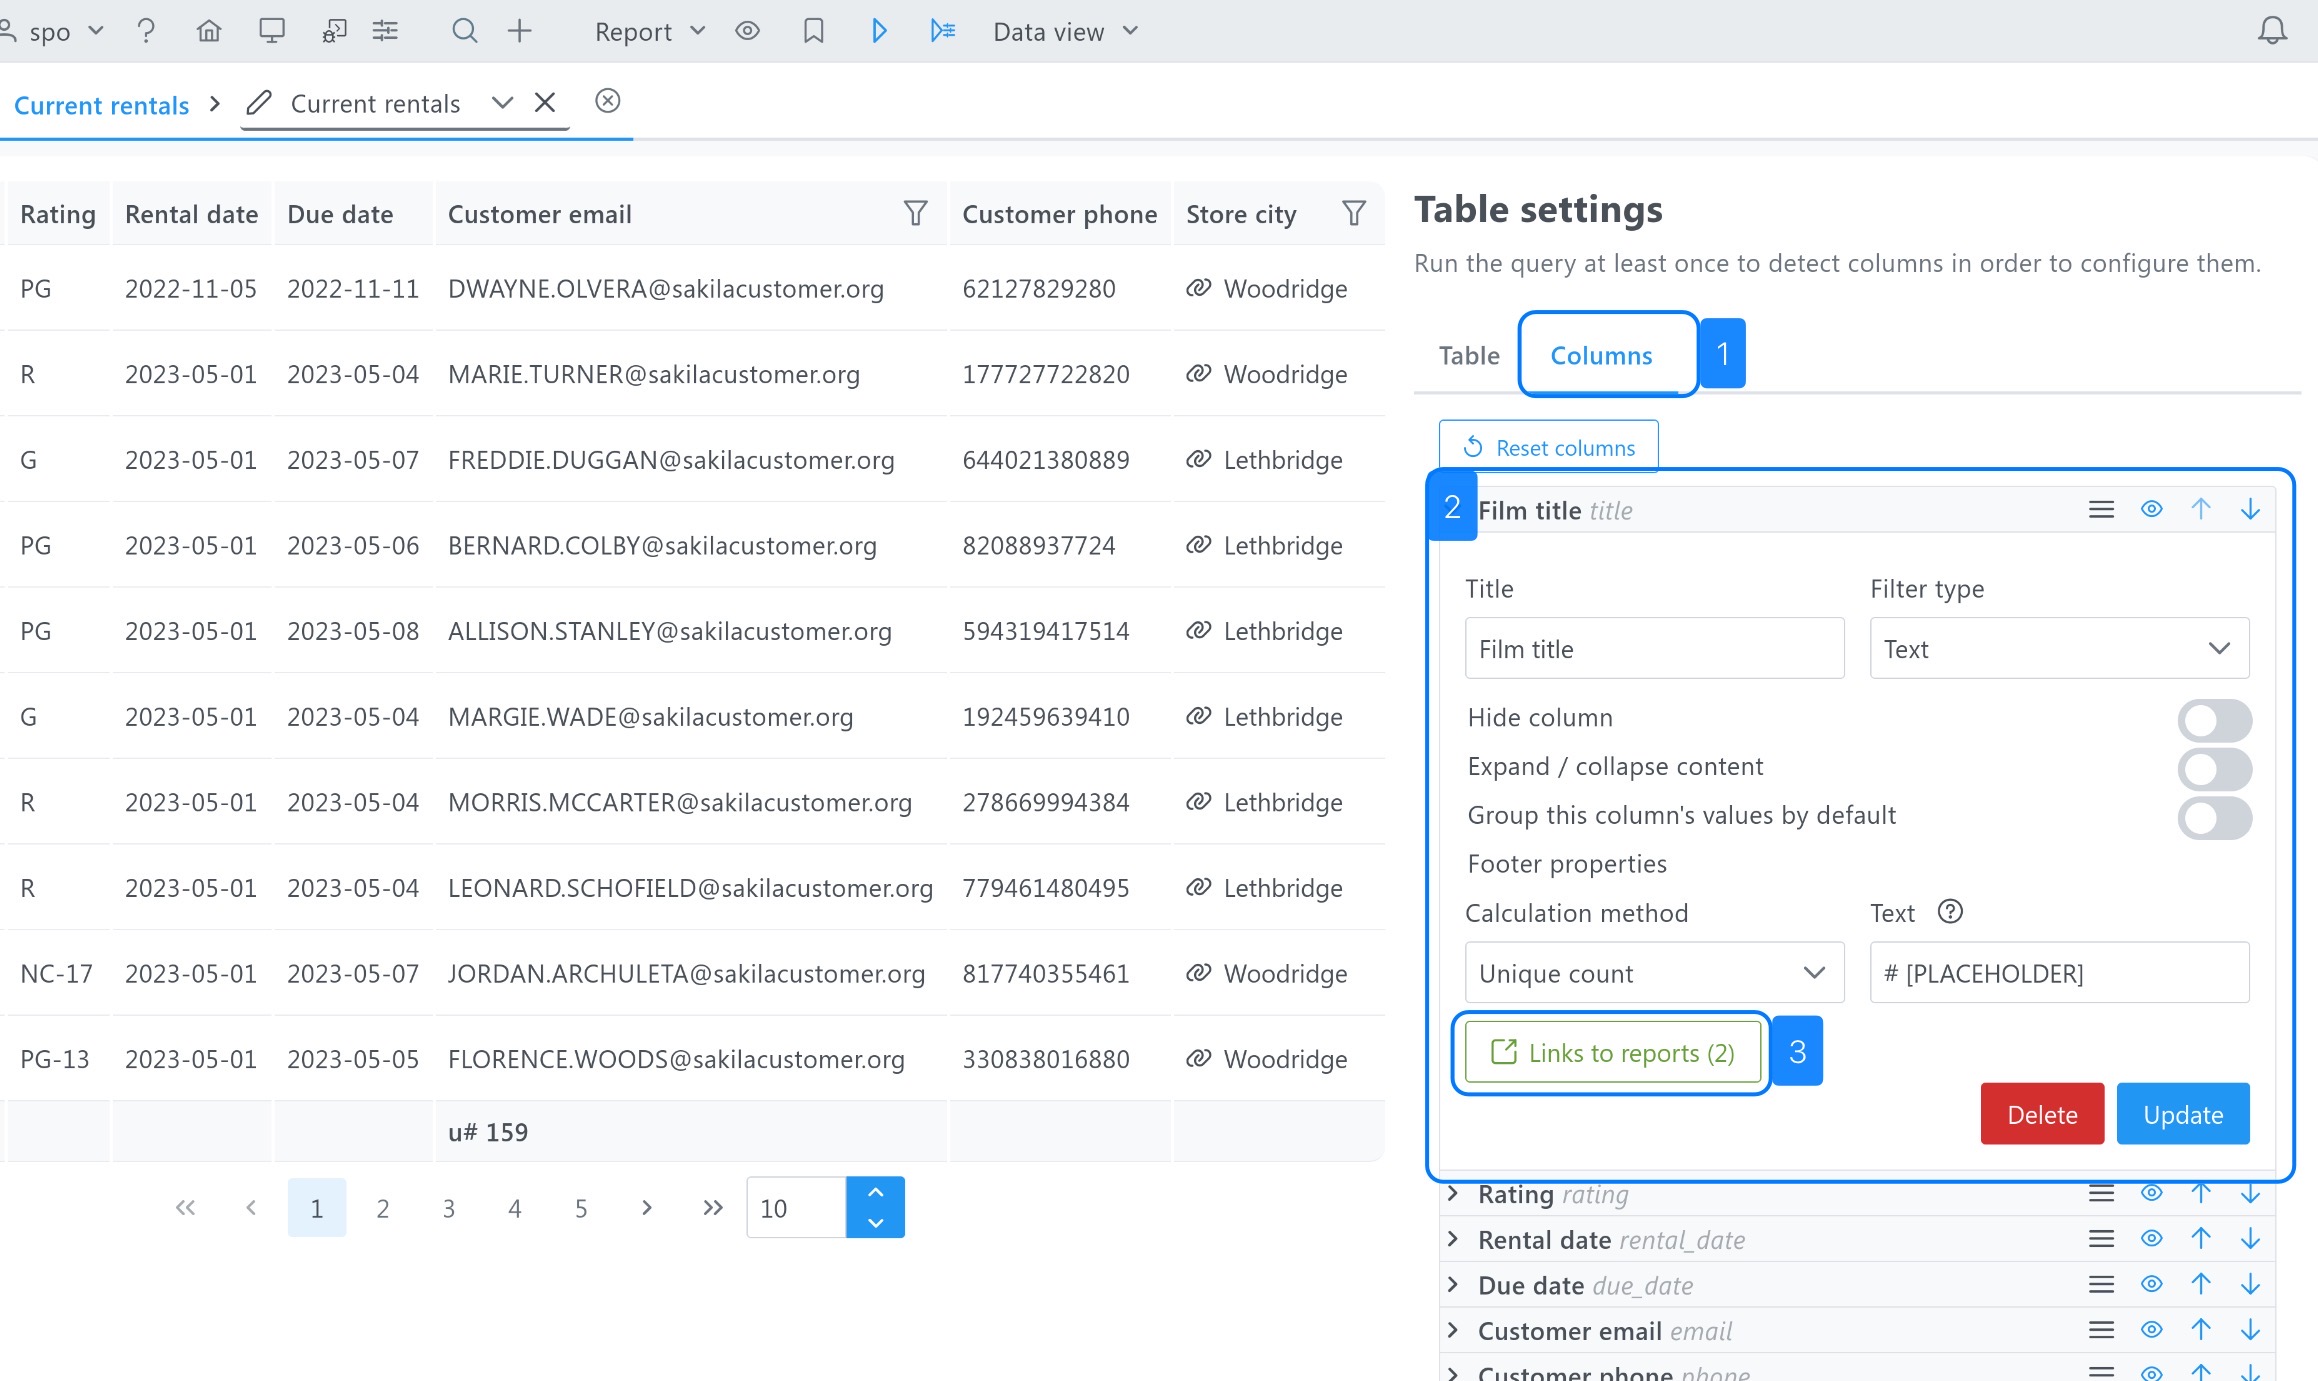 spo Report Data view
Current rentals Current rentals
Rating Rental date Due date Customer email Customer phone Store city
PG 2022-11-05 2022-11-11 DWAYNE.OLVERA@sakilacustomer.org 62127829280 Woodridge
R 2023-05-01 2023-05-04 MARIE.TURNER@sakilacustomer.org 177727722820 Woodridge
G 2023-05-01 2023-05-07 FREDDIE.DUGGAN@sakilacustomer.org 644021380889 Lethbridge
PG 2023-05-01 2023-05-06 BERNARD.COLBY@sakilacustomer.org 82088937724 Lethbridge
PG 2023-05-01 2023-05-08 ALLISON.STANLEY@sakilacustomer.org 594319417514 Lethbridge
G 2023-05-01 2023-05-04 MARGIE.WADE@sakilacustomer.org 192459639410 Lethbridge
R 2023-05-01 2023-05-04 MORRIS.MCCARTER@sakilacustomer.org 278669994384 Lethbridge
R 2023-05-01 2023-05-04 LEONARD.SCHOFIELD@sakilacustomer.org 779461480495 Lethbridge
NC-17 2023-05-01 2023-05-07 JORDAN.ARCHULETA@sakilacustomer.org 817740355461 Woodridge
PG-13 2023-05-01 2023-05-05 FLORENCE.WOODS@sakilacustomer.org 330838016880 Woodridge
u# 159
1 2 3 4 5 10
Table settings
Run the query at least once to detect columns in order to configure them.
Table Columns 1
Reset columns
2 Film title title
Title Filter type
Film title Text
Hide column
Expand / collapse content
Group this column's values by default
Footer properties
Calculation method Text
Unique count # [PLACEHOLDER]
Links to reports (2) 3
Delete Update
Rating rating
Rental date rental_date
Due date due_date
Customer email email
Customer phone phone